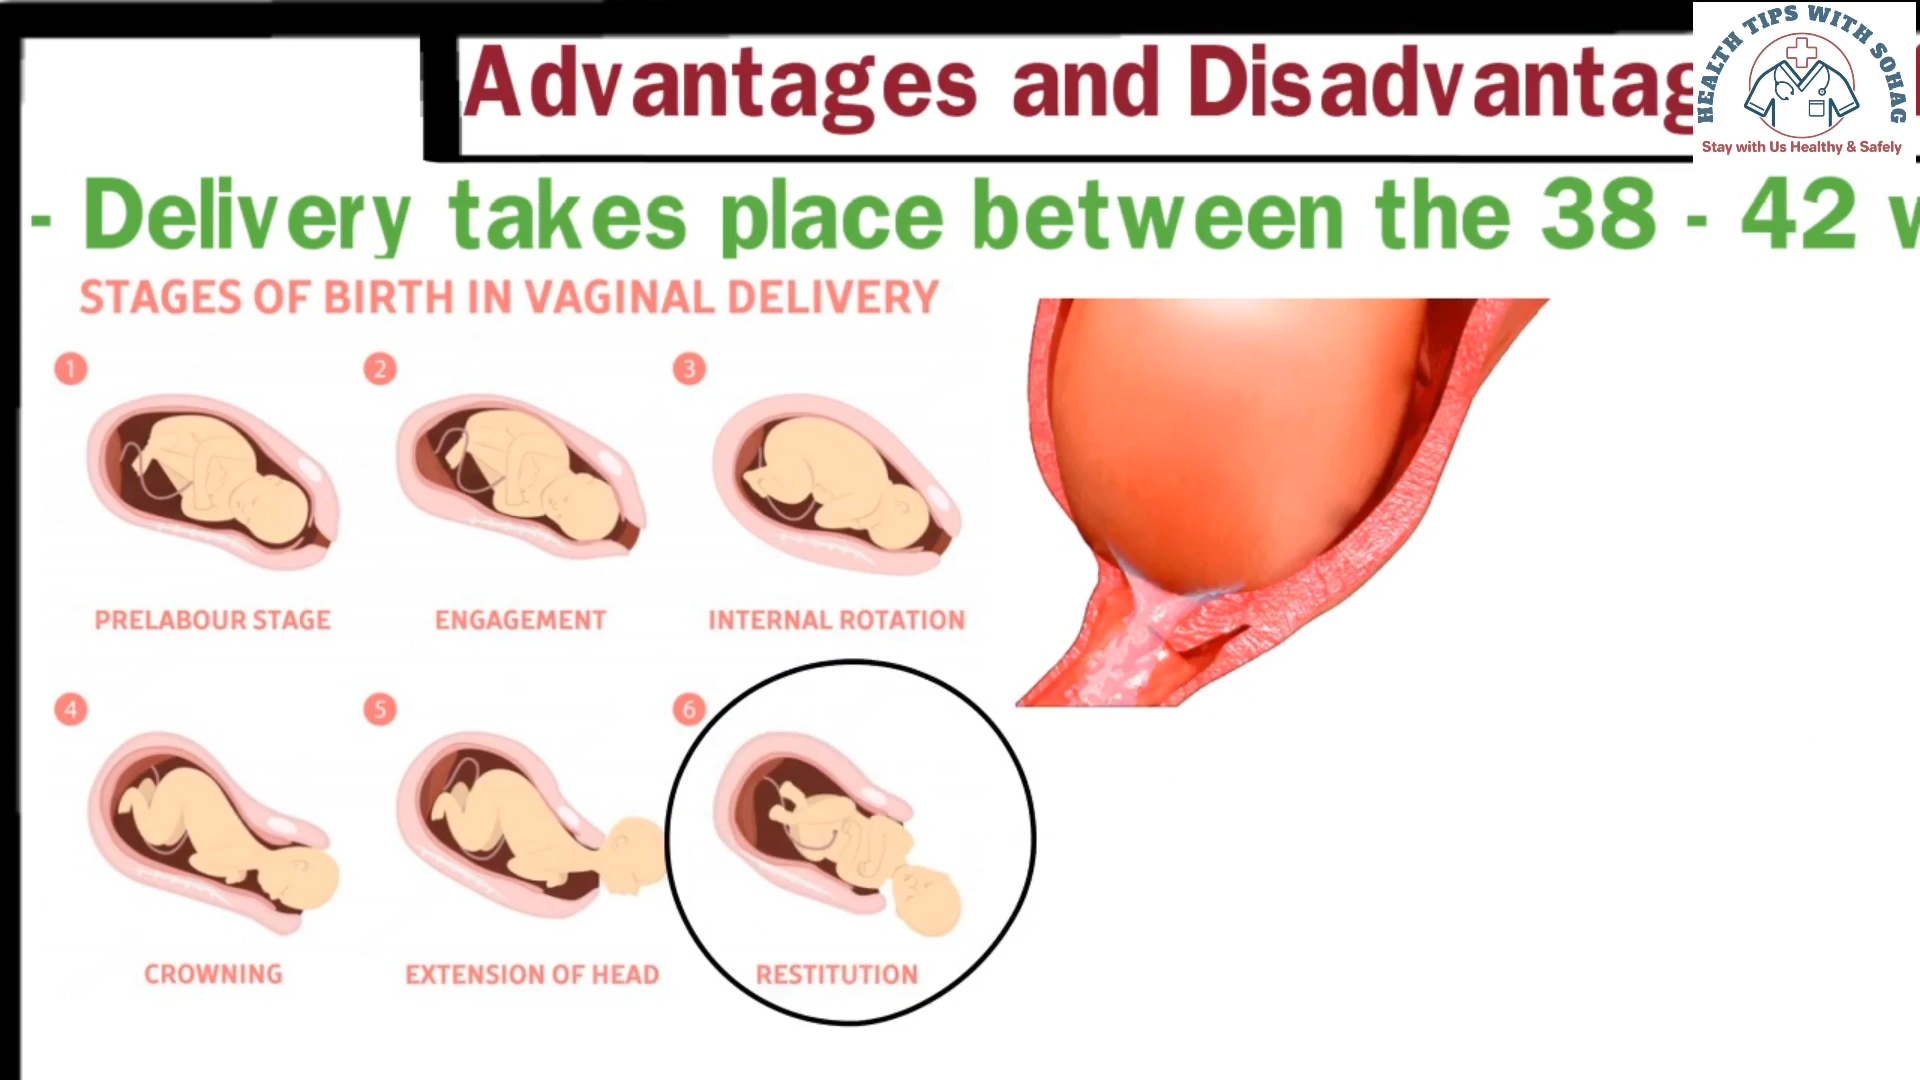 HEALTH TIPS WITH SOHAG
Stay with Us Healthy & Safely
Advantages and Disadvantag
- Delivery takes place between the 38 - 42 w
STAGES OF BIRTH IN VAGINAL DELIVERY
1
2
3
PRELABOUR STAGE
ENGAGEMENT
INTERNAL ROTATION
4
5
6
CROWNING
EXTENSION OF HEAD
RESTITUTION